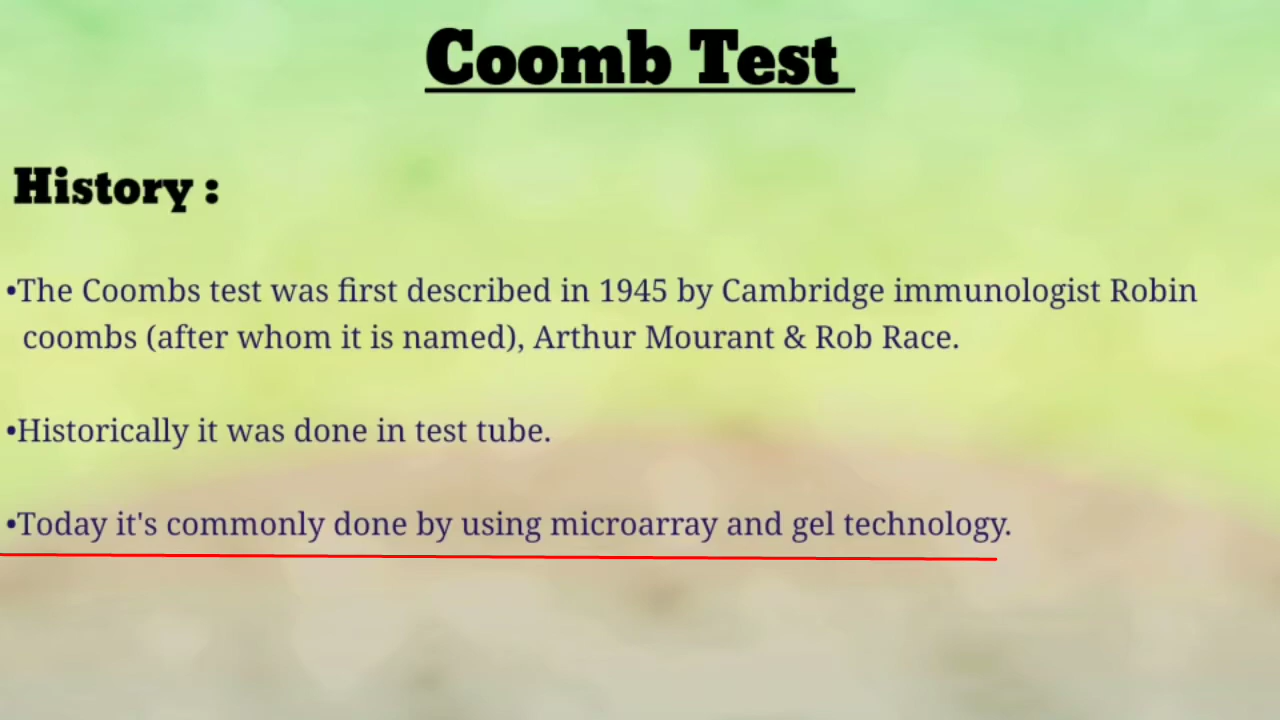 Coomb Test
History :
•The Coombs test was first described in 1945 by Cambridge immunologist Robin
coombs (after whom it is named), Arthur Mourant & Rob Race.
•Historically it was done in test tube.
•Today it's commonly done by using microarray and gel technology.